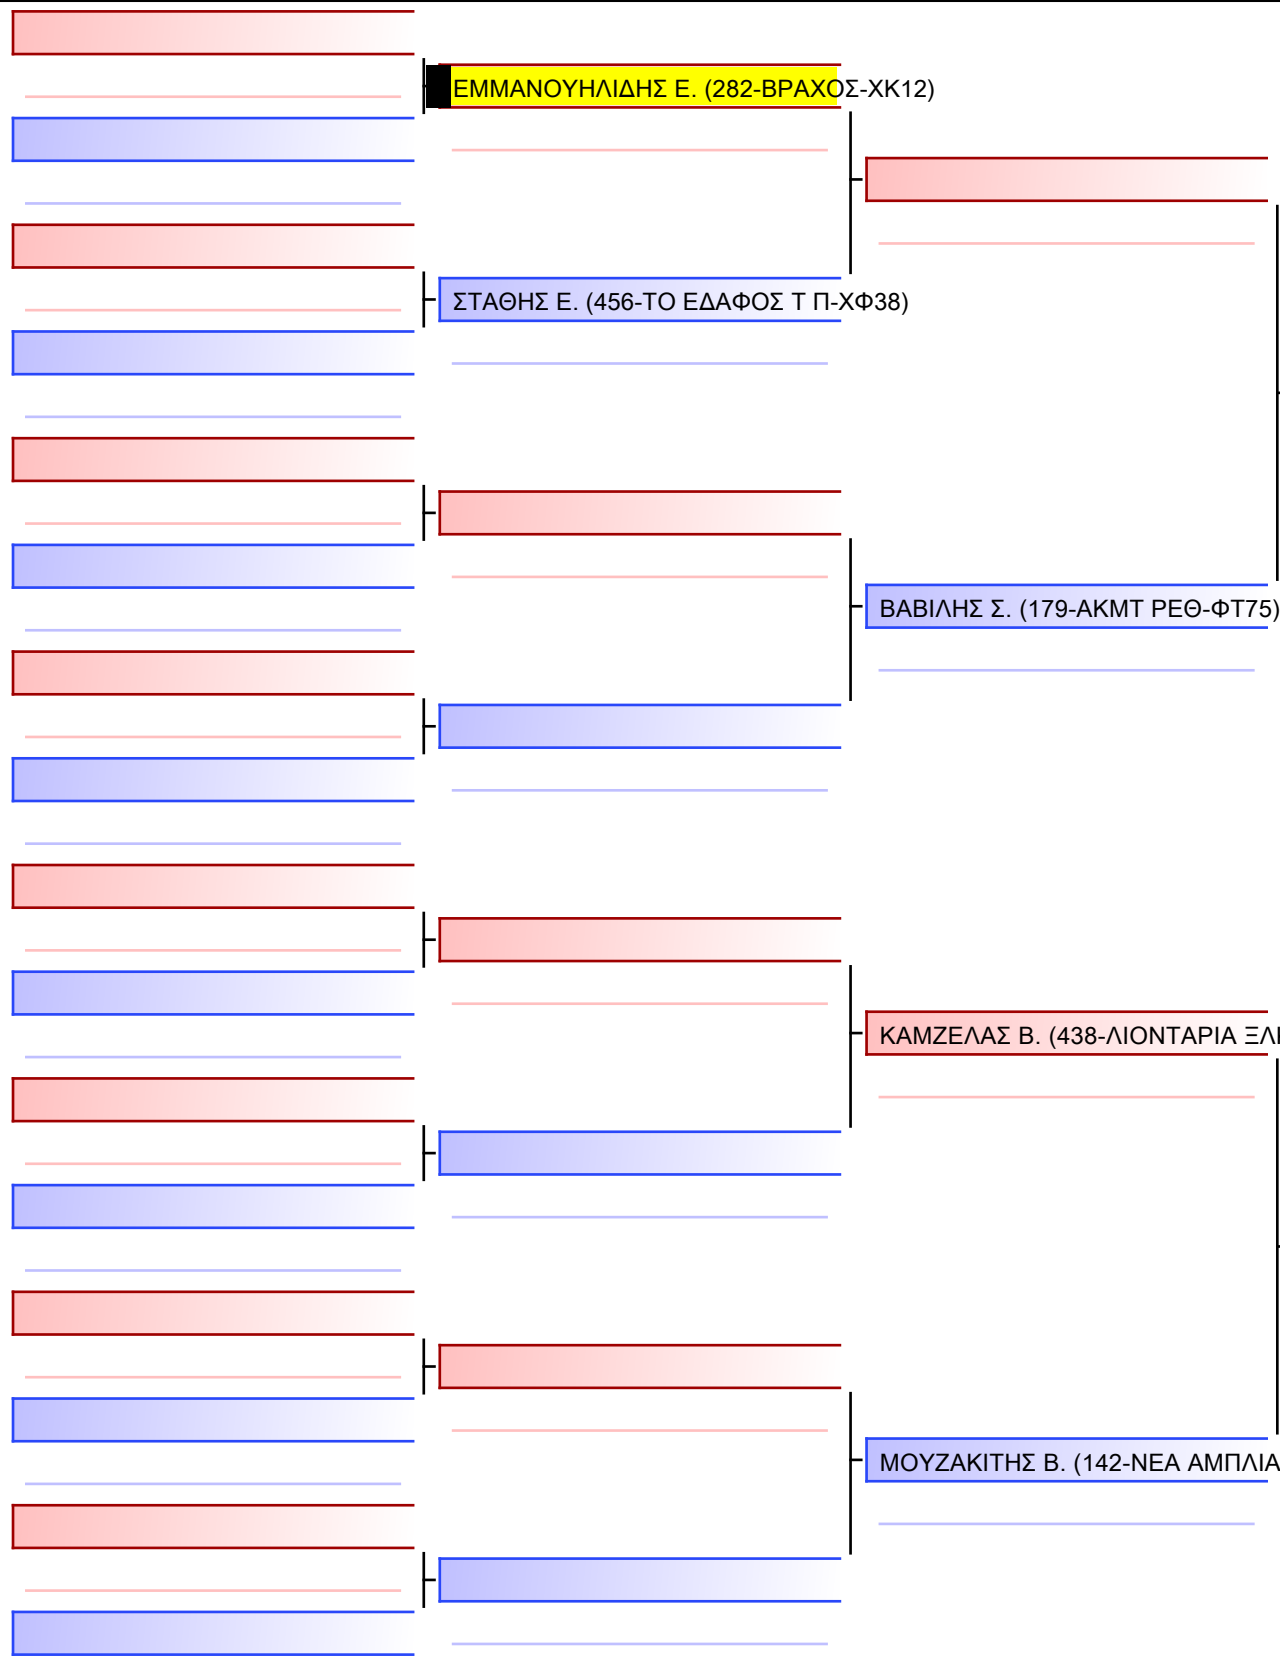 ΕΜΜΑΝΟΥΗΛΙΔΗΣ Ε. (282-ΒΡΑΧΟΣ-ΧΚ12)
ΣΤΑΘΗΣ Ε. (456-ΤΟ ΕΔΑΦΟΣ Τ Π-ΧΦ38)
ΒΑΒΙΛΗΣ Σ. (179-ΑΚΜΤ ΡΕΘ-ΦΤ75)
ΚΑΜΖΕΛΑΣ Β. (438-ΛΙΟΝΤΑΡΙΑ
ΜΟΥΖΑΚΙΤΗΣ Β. (142-ΝΕΑ ΑΜΠΛΙΑ